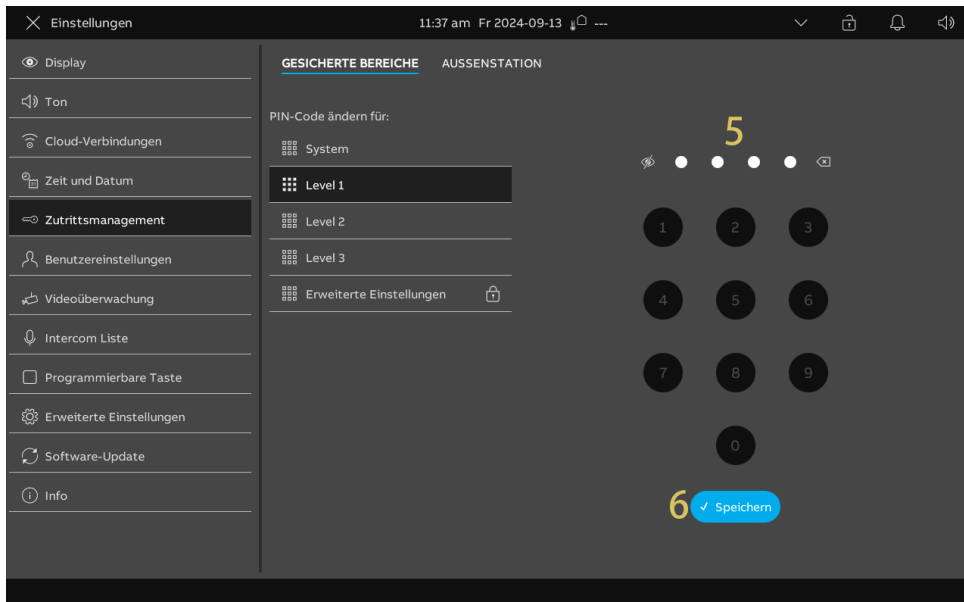 Einstellungen
11:37 am Fr 2024-09-13 ---
Display
Ton
Cloud-Verbindungen
Zeit und Datum
Zutrittsmanagement
Benutzereinstellungen
Videoüberwachung
Intercom Liste
Programmierbare Taste
Erweiterte Einstellungen
Software-Update
Info
GESICHERTE BEREICHE AUSSENSTATION
PIN-Code ändern für:
System
Level 1
Level 2
Level 3
Erweiterte Einstellungen
5
1 2 3
4 5 6
7 8 9
0
6 Speichern